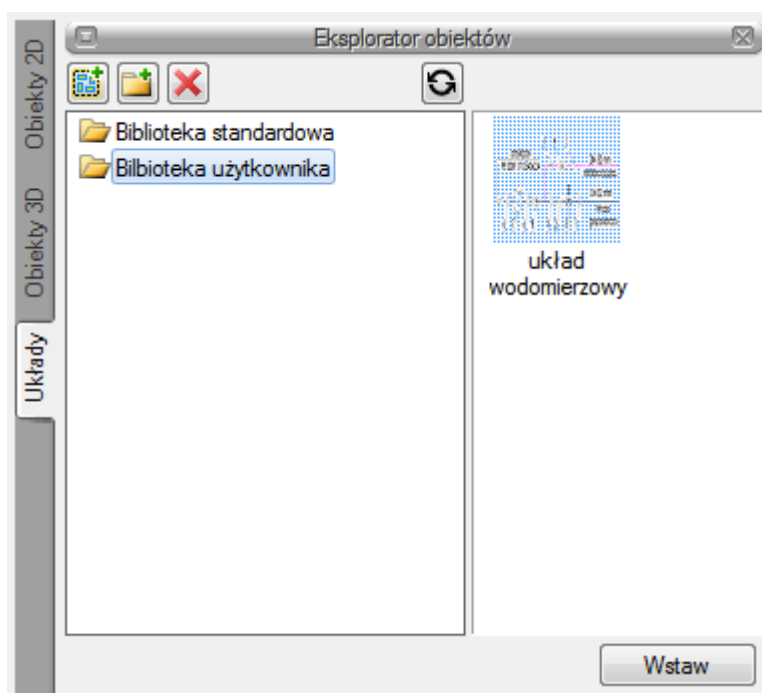 Eksplorator obiektów
Obiekty 2D
Obiekty 3D
Układy
Biblioteka standardowa
Bilbioteka użytkownika
układ
wodomierzowy
Wstaw